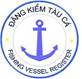 ĐĂNG KIỂM TÀU CÁ
FISHING VESSEL REGISTER